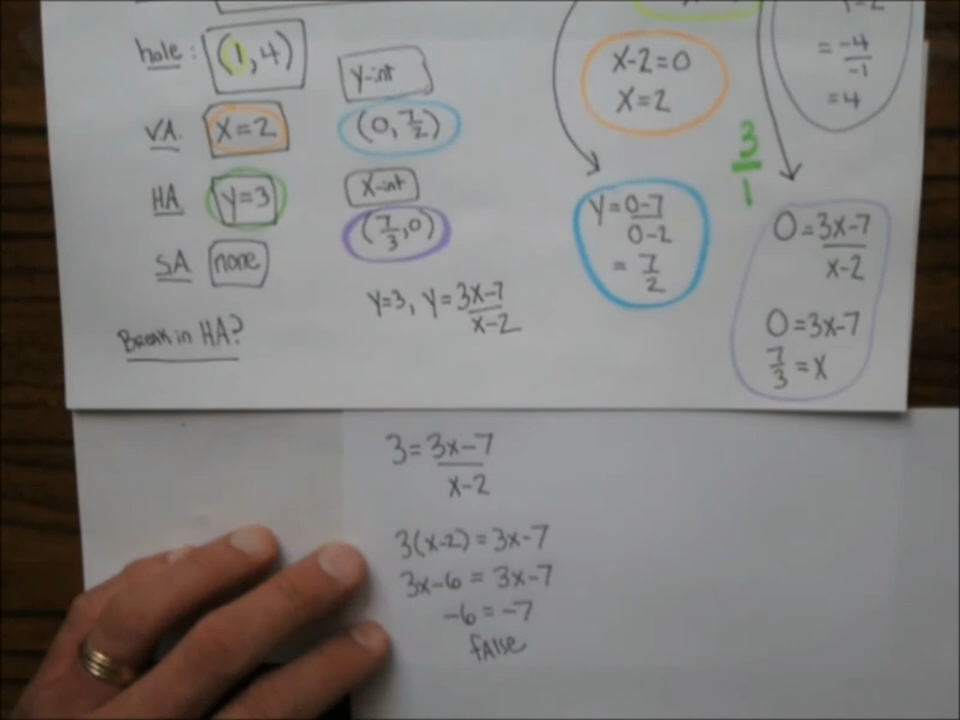 hole: (1,4)
VA. X=2
HA Y=3
SA none
Break in HA?
Y-int
(0, 7/2)
X-int
(7/3, 0)
Y=3, Y=3X-7/X-2
X-2=0
X=2
Y=0-7/0-2
=7/2
=-4/-1
=4
3/1
0=3X-7/X-2
0=3X-7
7/3=X
3=3X-7/X-2
3(X-2)=3X-7
3X-6=3X-7
-6=-7
fAlse